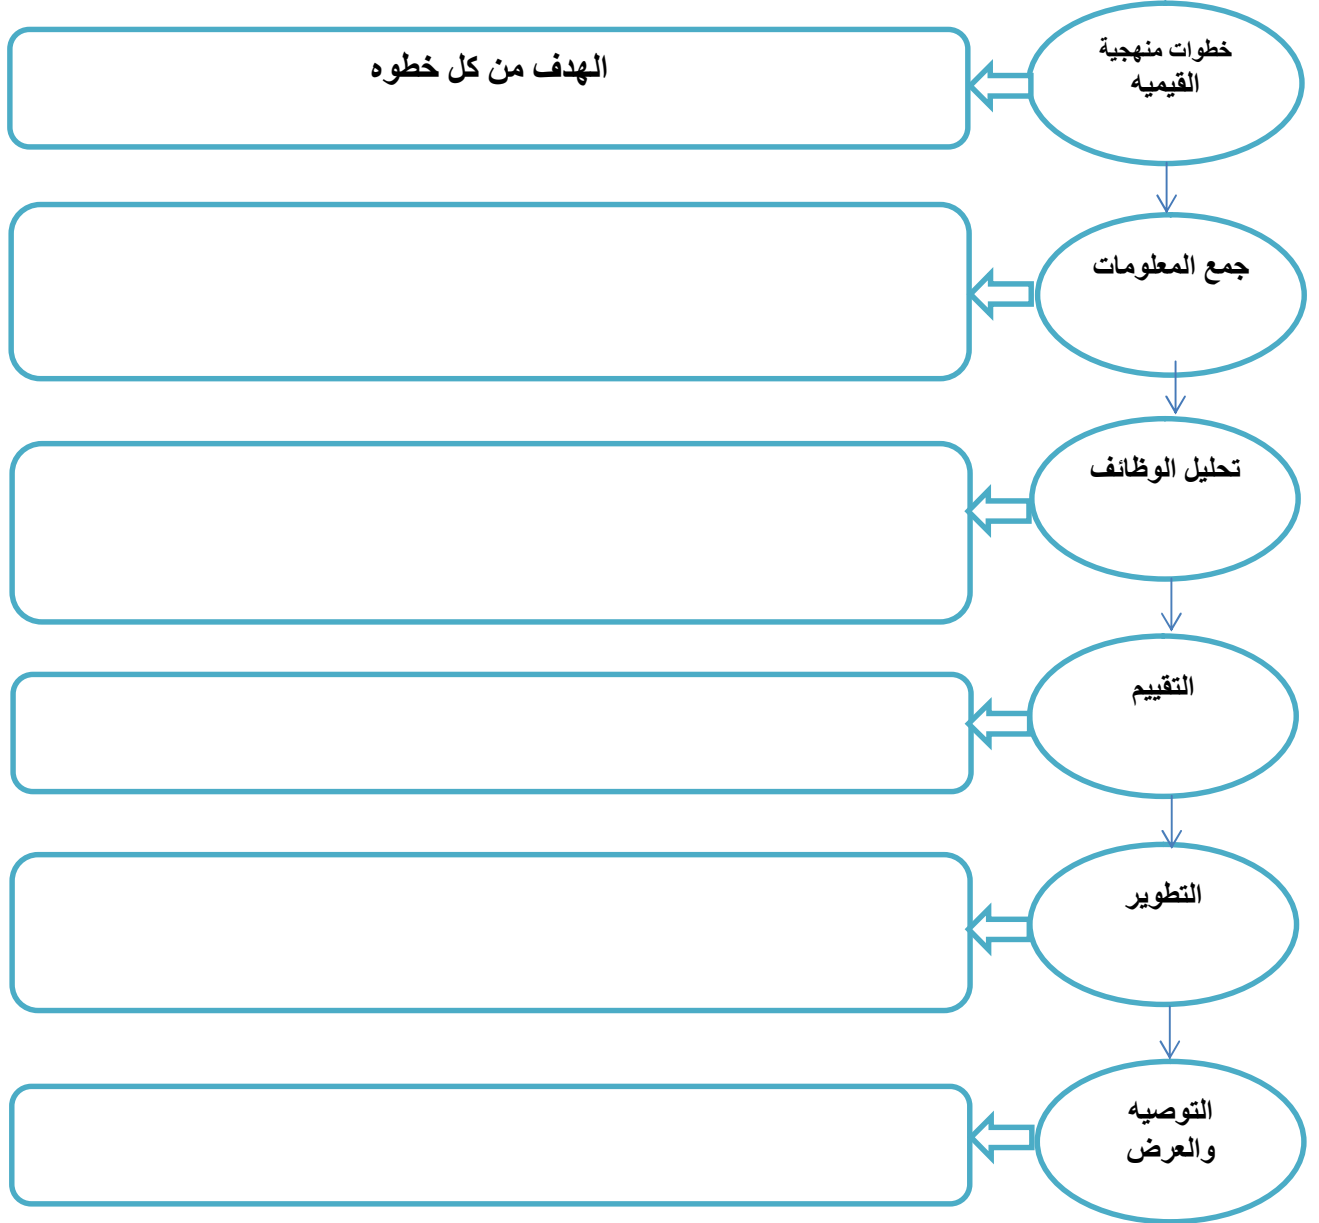 خطوات منهجية
القيميه
الهدف من كل خطوه
جمع المعلومات
تحليل الوظائف
التقييم
التطوير
التوصيه
والعرض